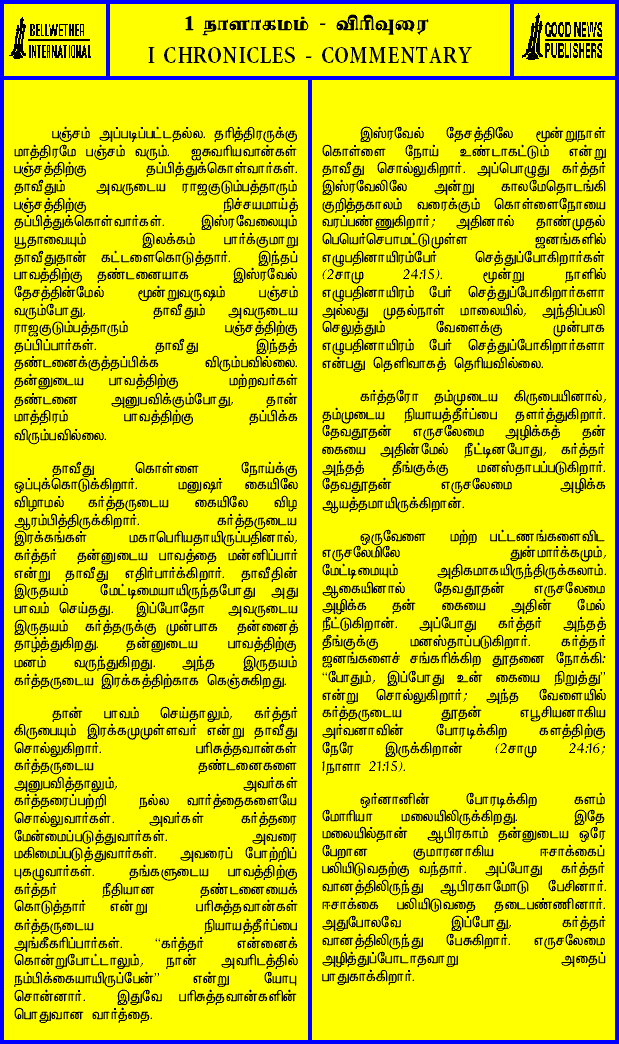 BELLWETHER
INTERNATIONAL
1 நாளாகமம் - விரிவுரை
I CHRONICLES - COMMENTARY
GOOD NEWS
PUBLISHERS
பஞ்சம் அப்படிப்பட்டதல்ல. தரித்திரருக்கு
மாத்திரமே பஞ்சம் வரும். ஐசுவரியவான்கள்
பஞ்சத்திற்கு தப்பித்துக்கொள்வார்கள்.
தாவீதும் அவருடைய ராஜகுடும்பத்தாரும்
பஞ்சத்திற்கு நிச்சயமாய்த்
தப்பித்துக்கொள்வார்கள். இஸ்ரவேலையும்
யூதாவையும் இலக்கம் பார்க்குமாறு
தாவீதுதான் கட்டளைகொடுத்தார். இந்தப்
பாவத்திற்கு தண்டனையாக இஸ்ரவேல்
தேசத்தின்மேல் மூன்றுவருஷம் பஞ்சம்
வரும்போது, தாவீதும் அவருடைய
ராஜகுடும்பத்தாரும் பஞ்சத்திற்கு
தப்பிப்பார்கள். தாவீது இந்தத்
தண்டனைக்குத்தப்பிக்க விரும்பவில்லை.
தன்னுடைய பாவத்திற்கு மற்றவர்கள்
தண்டனை அனுபவிக்கும்போது, தான்
மாத்திரம் பாவத்திற்கு தப்பிக்க
விரும்பவில்லை.
தாவீது கொள்ளை நோய்க்கு
ஒப்புக்கொடுக்கிறார். மனுஷர் கையிலே
விழாமல் கர்த்தருடைய கையிலே விழ
ஆரம்பித்திருக்கிறார். கர்த்தருடைய
இரக்கங்கள் மகாபெரியதாயிருப்பதினால்,
கர்த்தர் தன்னுடைய பாவத்தை மன்னிப்பார்
என்று தாவீது எதிர்பார்க்கிறார். தாவீதின்
இருதயம் மேட்டிமையாயிருந்தபோது அது
பாவம் செய்தது. இப்போதோ அவருடைய
இருதயம் கர்த்தருக்கு முன்பாக தன்னைத்
தாழ்த்துகிறது. தன்னுடைய பாவத்திற்கு
மனம் வருந்துகிறது. அந்த இருதயம்
கர்த்தருடைய இரக்கத்திற்காக கெஞ்சுகிறது.
தான் பாவம் செய்தாலும், கர்த்தர்
கிருபையும் இரக்கமுமுள்ளவர் என்று தாவீது
சொல்லுகிறார். பரிசுத்தவான்கள்
கர்த்தருடைய தண்டனைகளை
அனுபவித்தாலும், அவர்கள்
கர்த்தரைப்பற்றி நல்ல வார்த்தைகளையே
சொல்லுவார்கள். அவர்கள் கர்த்தரை
மேன்மைப்படுத்துவார்கள். அவரை
மகிமைப்படுத்துவார்கள். அவரைப் போற்றிப்
புகழுவார்கள். தங்களுடைய பாவத்திற்கு
கர்த்தர் நீதியான தண்டனையைக்
கொடுத்தார் என்று பரிசுத்தவான்கள்
கர்த்தருடைய நியாயத்தீர்ப்பை
அங்கீகரிப்பார்கள். “கர்த்தர் என்னைக்
கொன்றுபோட்டாலும், நான் அவரிடத்தில்
நம்பிக்கையாயிருப்பேன்” என்று யோபு
சொன்னார். இதுவே பரிசுத்தவான்களின்
பொதுவான வார்த்தை.
இஸ்ரவேல் தேசத்திலே மூன்றுநாள்
கொள்ளை நோய் உண்டாகட்டும் என்று
தாவீது சொல்லுகிறார். அப்பொழுது கர்த்தர்
இஸ்ரவேலிலே அன்று காலமேதொடங்கி
குறித்தகாலம் வரைக்கும் கொள்ளைநோயை
வரப்பண்ணுகிறார்; அதினால் தாண்முதல்
பெயெர்செபாமட்டுமுள்ள ஜனங்களில்
எழுபதினாயிரம்பேர் செத்துப்போகிறார்கள்
(2சாமு 24:15). மூன்று நாளில்
எழுபதினாயிரம் பேர் செத்துப்போகிறார்களா
அல்லது முதல்நாள் மாலையில், அந்திப்பலி
செலுத்தும் வேளைக்கு முன்பாக
எழுபதினாயிரம் பேர் செத்துப்போகிறார்களா
என்பது தெளிவாகத் தெரியவில்லை.
கர்த்தரோ தம்முடைய கிருபையினால்,
தம்முடைய நியாயத்தீர்ப்பை தளர்த்துகிறார்.
தேவதூதன் எருசலேமை அழிக்கத் தன்
கையை அதின்மேல் நீட்டினபோது, கர்த்தர்
அந்தத் தீங்குக்கு மனஸ்தாபப்படுகிறார்.
தேவதூதன் எருசலேமை அழிக்க
ஆயத்தமாயிருக்கிறான்.
ஒருவேளை மற்ற பட்டணங்களைவிட
எருசலேமிலே துன்மார்க்கமும்,
மேட்டிமையும் அதிகமாகயிருந்திருக்கலாம்.
ஆகையினால் தேவதூதன் எருசலேமை
அழிக்க தன் கையை அதின் மேல்
நீட்டுகிறான். அப்போது கர்த்தர் அந்தத்
தீங்குக்கு மனஸ்தாப்படுகிறார். கர்த்தர்
ஜனங்களைச் சங்கரிக்கிற தூதனை நோக்கி:
“போதும், இப்போது உன் கையை நிறுத்து”
என்று சொல்லுகிறார்; அந்த வேளையில்
கர்த்தருடைய தூதன் எபூசியனாகிய
அர்வனாவின் போரடிக்கிற களத்திற்கு
நேரே இருக்கிறான் (2சாமு 24:16;
1நாளா 21:15).
ஒர்னானின் போரடிக்கிற களம்
மோரியா மலையிலிருக்கிறது. இதே
மலையில்தான் ஆபிரகாம் தன்னுடைய ஒரே
பேறான குமாரனாகிய ஈசாக்கைப்
பலியிடுவதற்கு வந்தார். அப்போது கர்த்தர்
வானத்திலிருந்து ஆபிரகாமோடு பேசினார்.
ஈசாக்கை பலியிடுவதை தடைபண்ணினார்.
அதுபோலவே இப்போது, கர்த்தர்
வானத்திலிருந்து பேசுகிறார். எருசலேமை
அழித்துப்போடாதவாறு அதைப்
பாதுகாக்கிறார்.